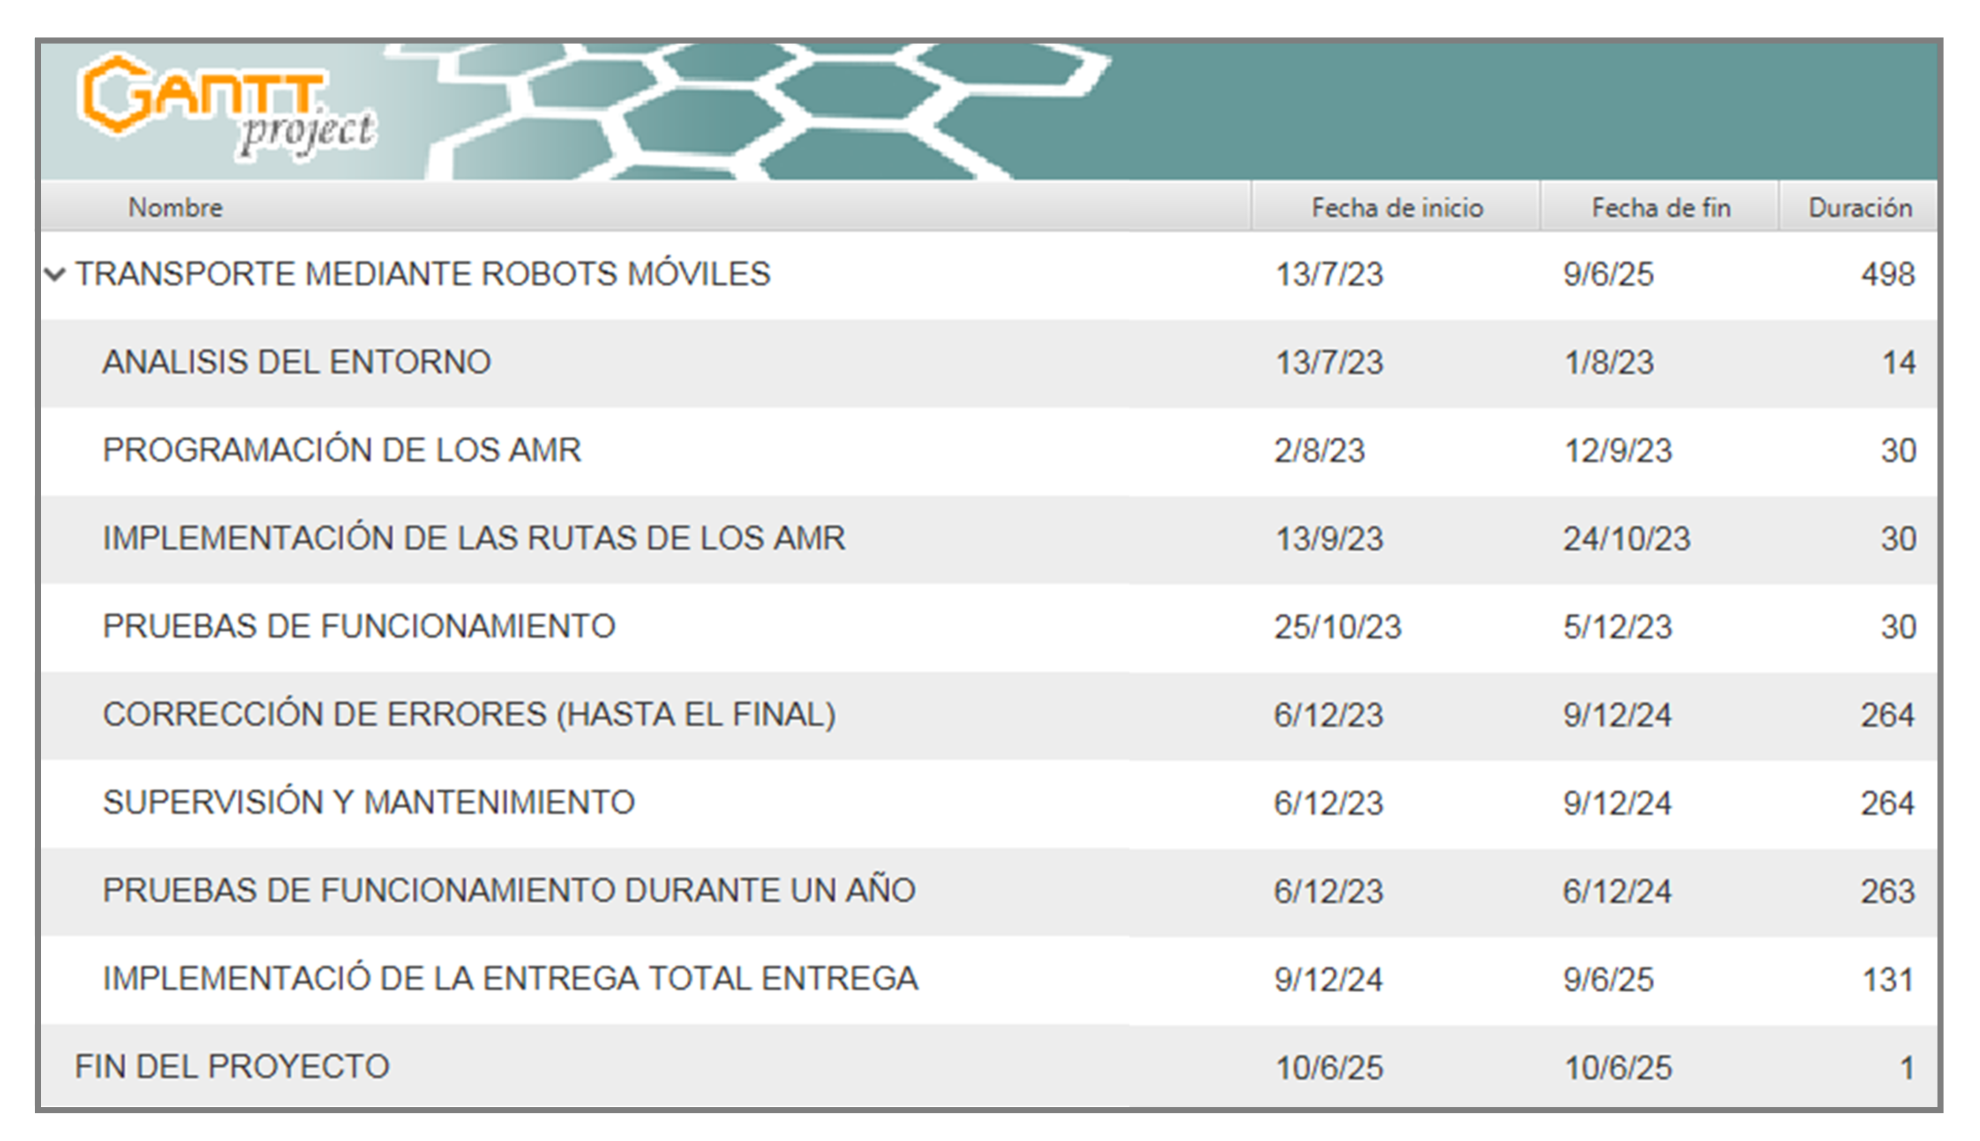 GANTT
project
Nombre Fecha de inicio Fecha de fin Duración
TRANSPORTE MEDIANTE ROBOTS MÓVILES 13/7/23 9/6/25 498
ANALISIS DEL ENTORNO 13/7/23 1/8/23 14
PROGRAMACIÓN DE LOS AMR 2/8/23 12/9/23 30
IMPLEMENTACIÓN DE LAS RUTAS DE LOS AMR 13/9/23 24/10/23 30
PRUEBAS DE FUNCIONAMIENTO 25/10/23 5/12/23 30
CORRECCIÓN DE ERRORES (HASTA EL FINAL) 6/12/23 9/12/24 264
SUPERVISIÓN Y MANTENIMIENTO 6/12/23 9/12/24 264
PRUEBAS DE FUNCIONAMIENTO DURANTE UN AÑO 6/12/23 6/12/24 263
IMPLEMENTACIÓ DE LA ENTREGA TOTAL ENTREGA 9/12/24 9/6/25 131
FIN DEL PROYECTO 10/6/25 10/6/25 1